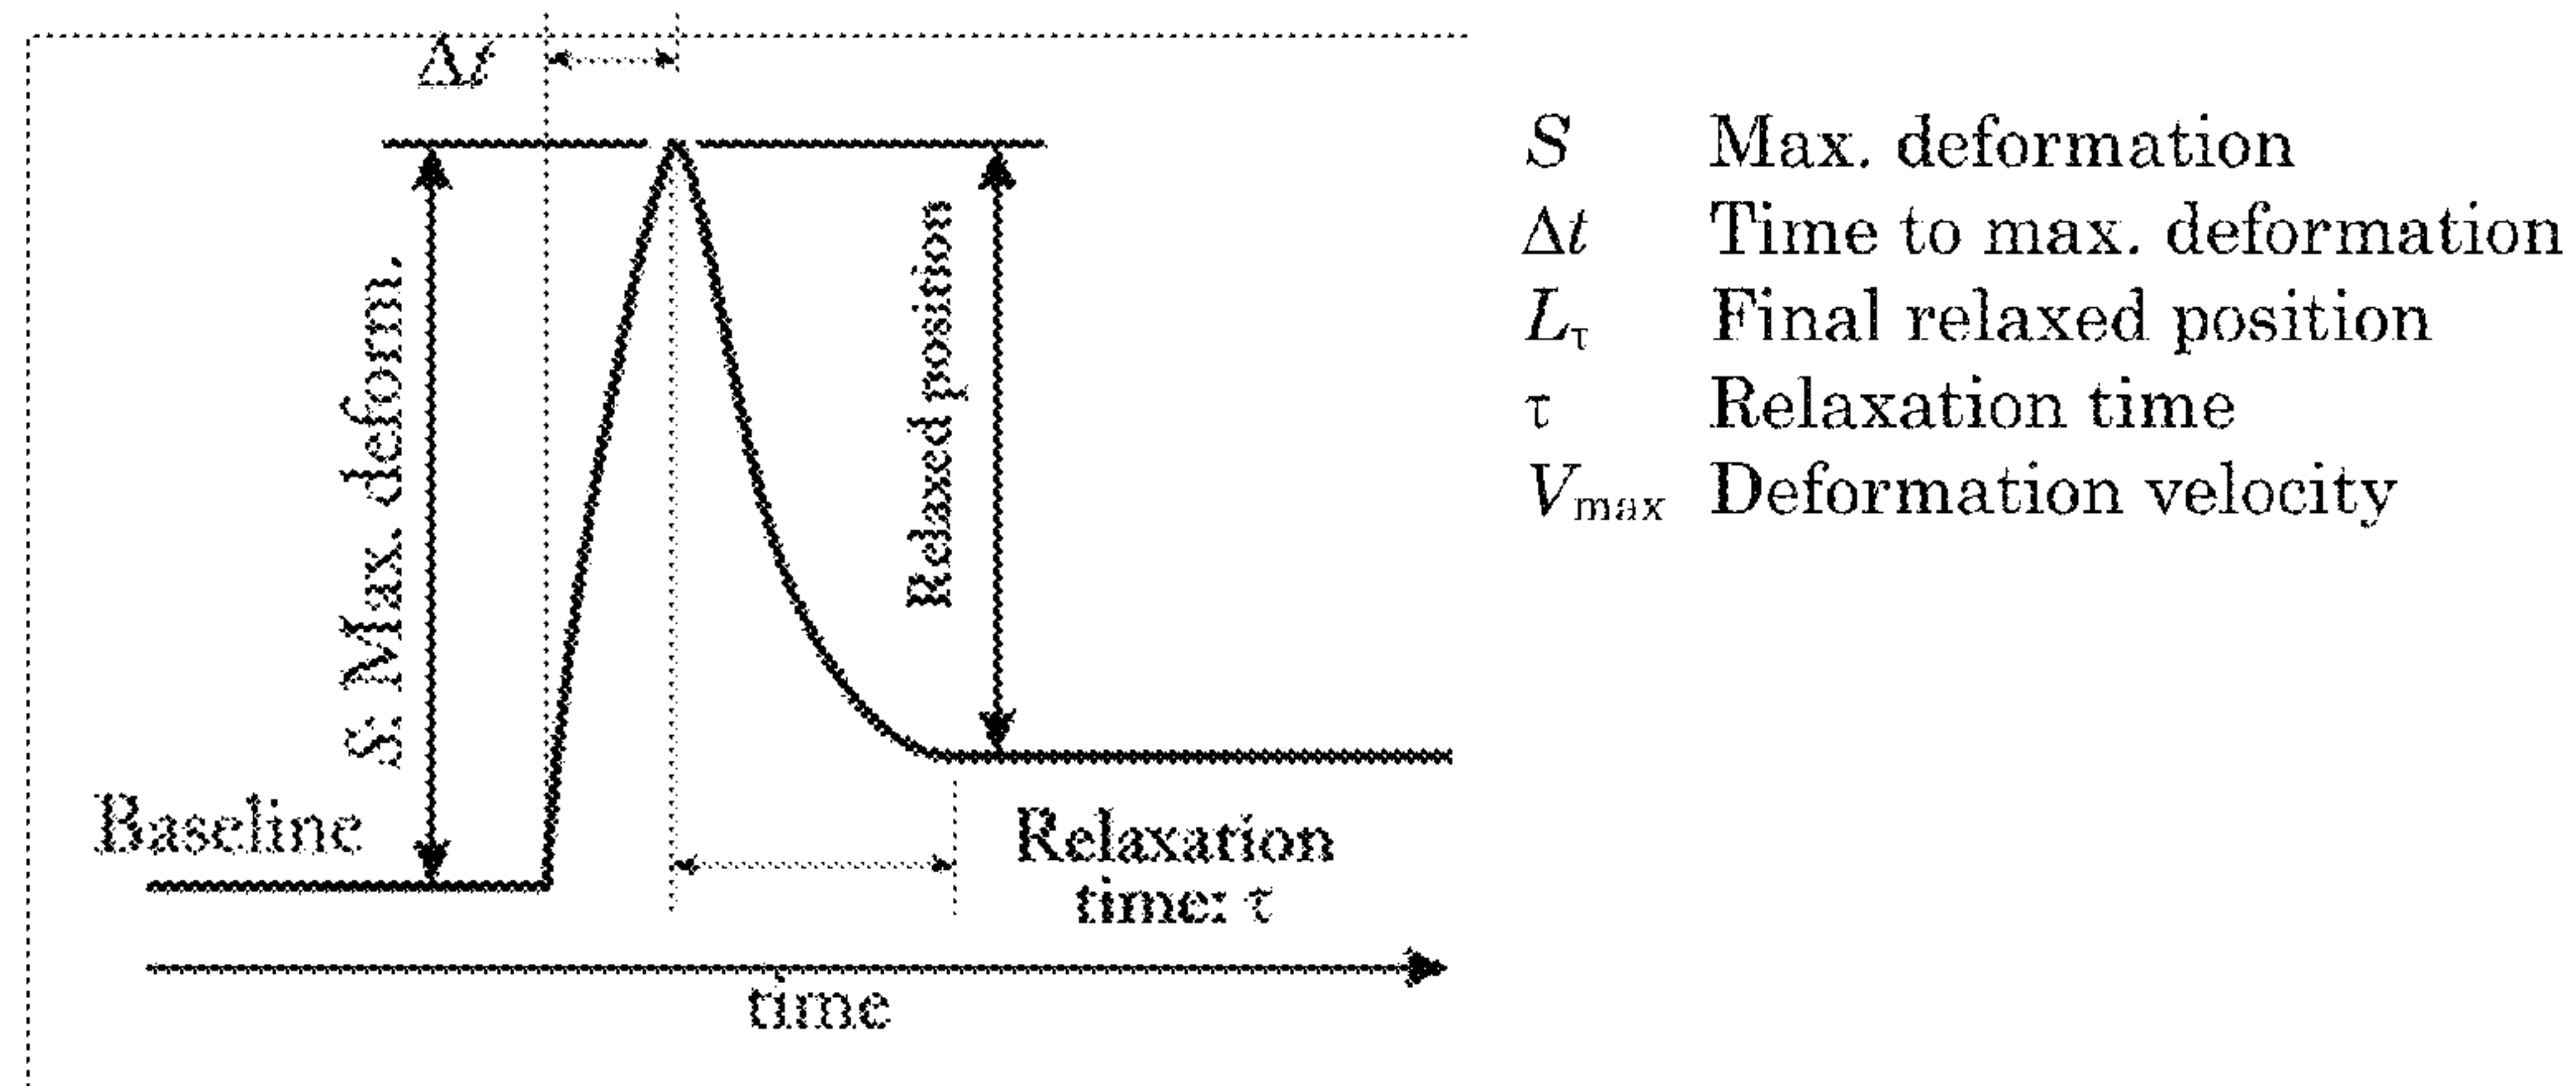 Δt
S: Max. deform.
Relaxed position
Baseline
Relaxation
time: τ
time
S Max. deformation
Δt Time to max. deformation
Lτ Final relaxed position
τ Relaxation time
Vmax Deformation velocity